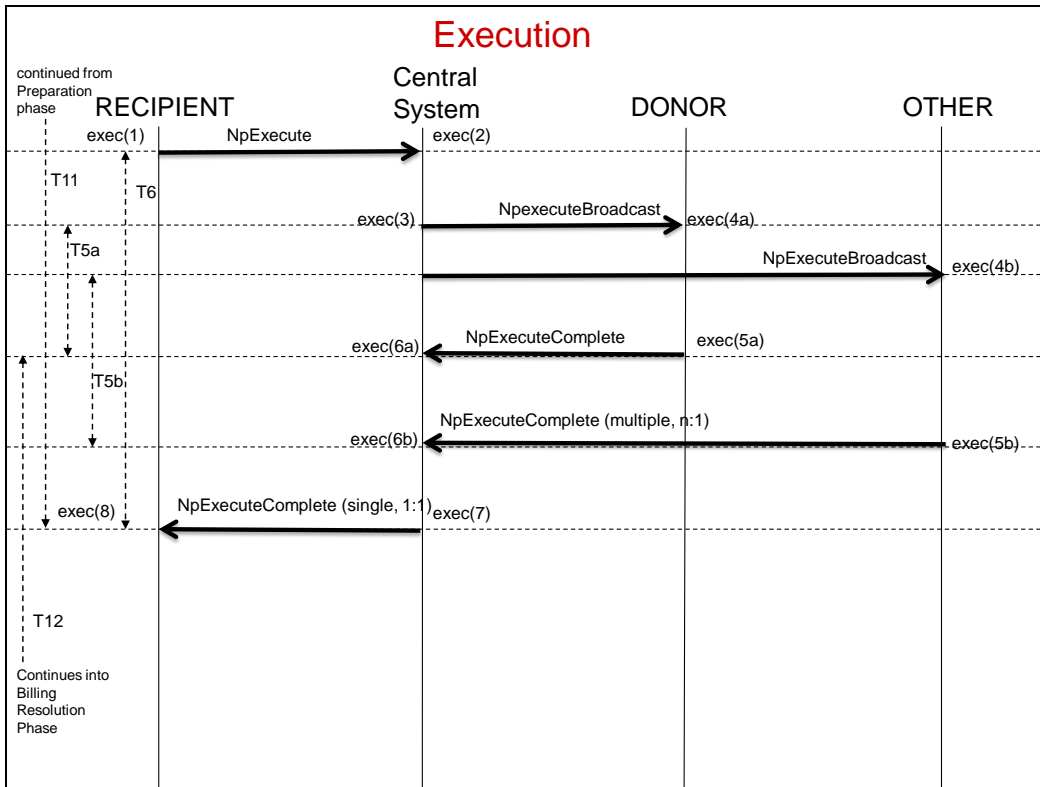 Execution
continued from
Preparation
phase
RECIPIENT
Central
System
DONOR
OTHER
exec(1)
NpExecute
exec(2)
T11
T6
exec(3)
NpexecuteBroadcast
exec(4a)
T5a
NpExecuteBroadcast
exec(4b)
NpExecuteComplete
exec(6a)
exec(5a)
T5b
NpExecuteComplete (multiple, n:1)
exec(6b)
exec(5b)
NpExecuteComplete (single, 1:1)
exec(8)
exec(7)
T12
Continues into
Billing
Resolution
Phase